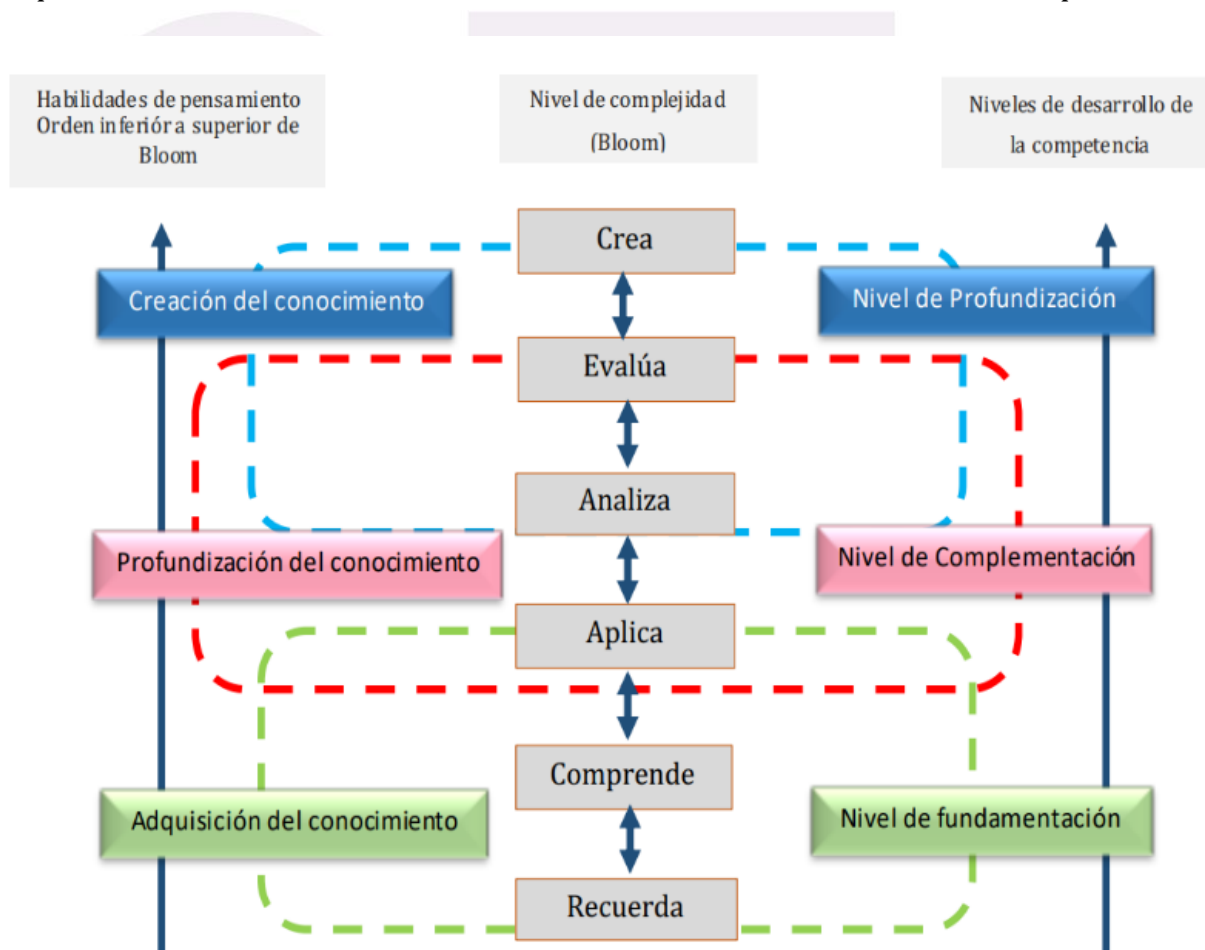 Habilidades de pensamiento
Orden inferiór a superior de
Bloom
Nivel de complejidad
(Bloom)
Niveles de desarrollo de
la competencia
Crea
Creación del conocimiento
Nivel de Profundización
Evalúa
Analiza
Profundización del conocimiento
Nivel de Complementación
Aplica
Comprende
Adquisición del conocimiento
Nivel de fundamentación
Recuerda